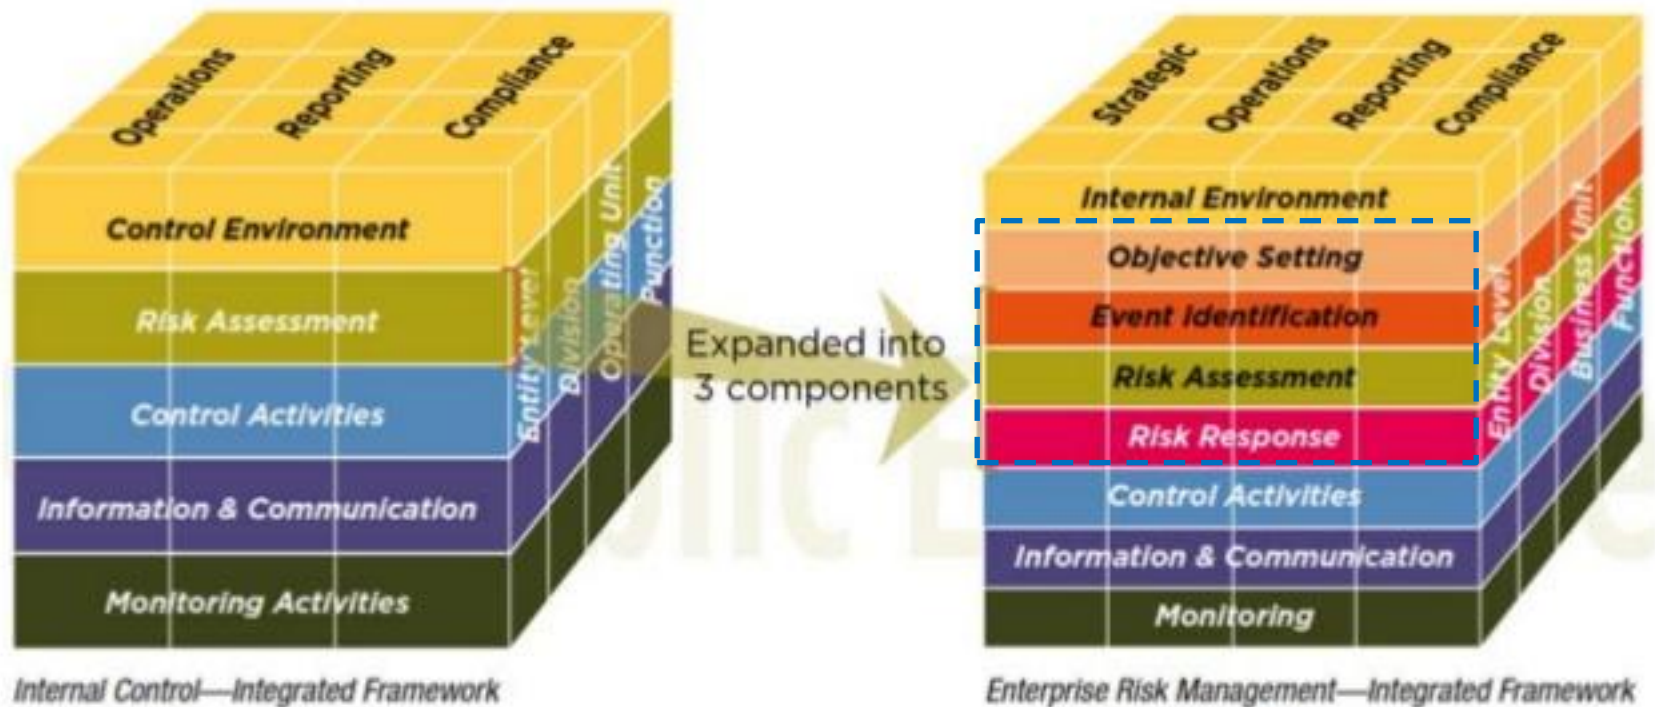 Operations
Reporting
Compliance
Control Environment
Risk Assessment
Control Activities
Information & Communication
Monitoring Activities
Entity Level
Division
Operating Unit
Function
Internal Control—Integrated Framework
Expanded into
3 components
Strategic
Operations
Reporting
Compliance
Internal Environment
Objective Setting
Event identification
Risk Assessment
Risk Response
Control Activities
Information & Communication
Monitoring
Entity Level
Division
Business Unit
Function
Enterprise Risk Management—Integrated Framework